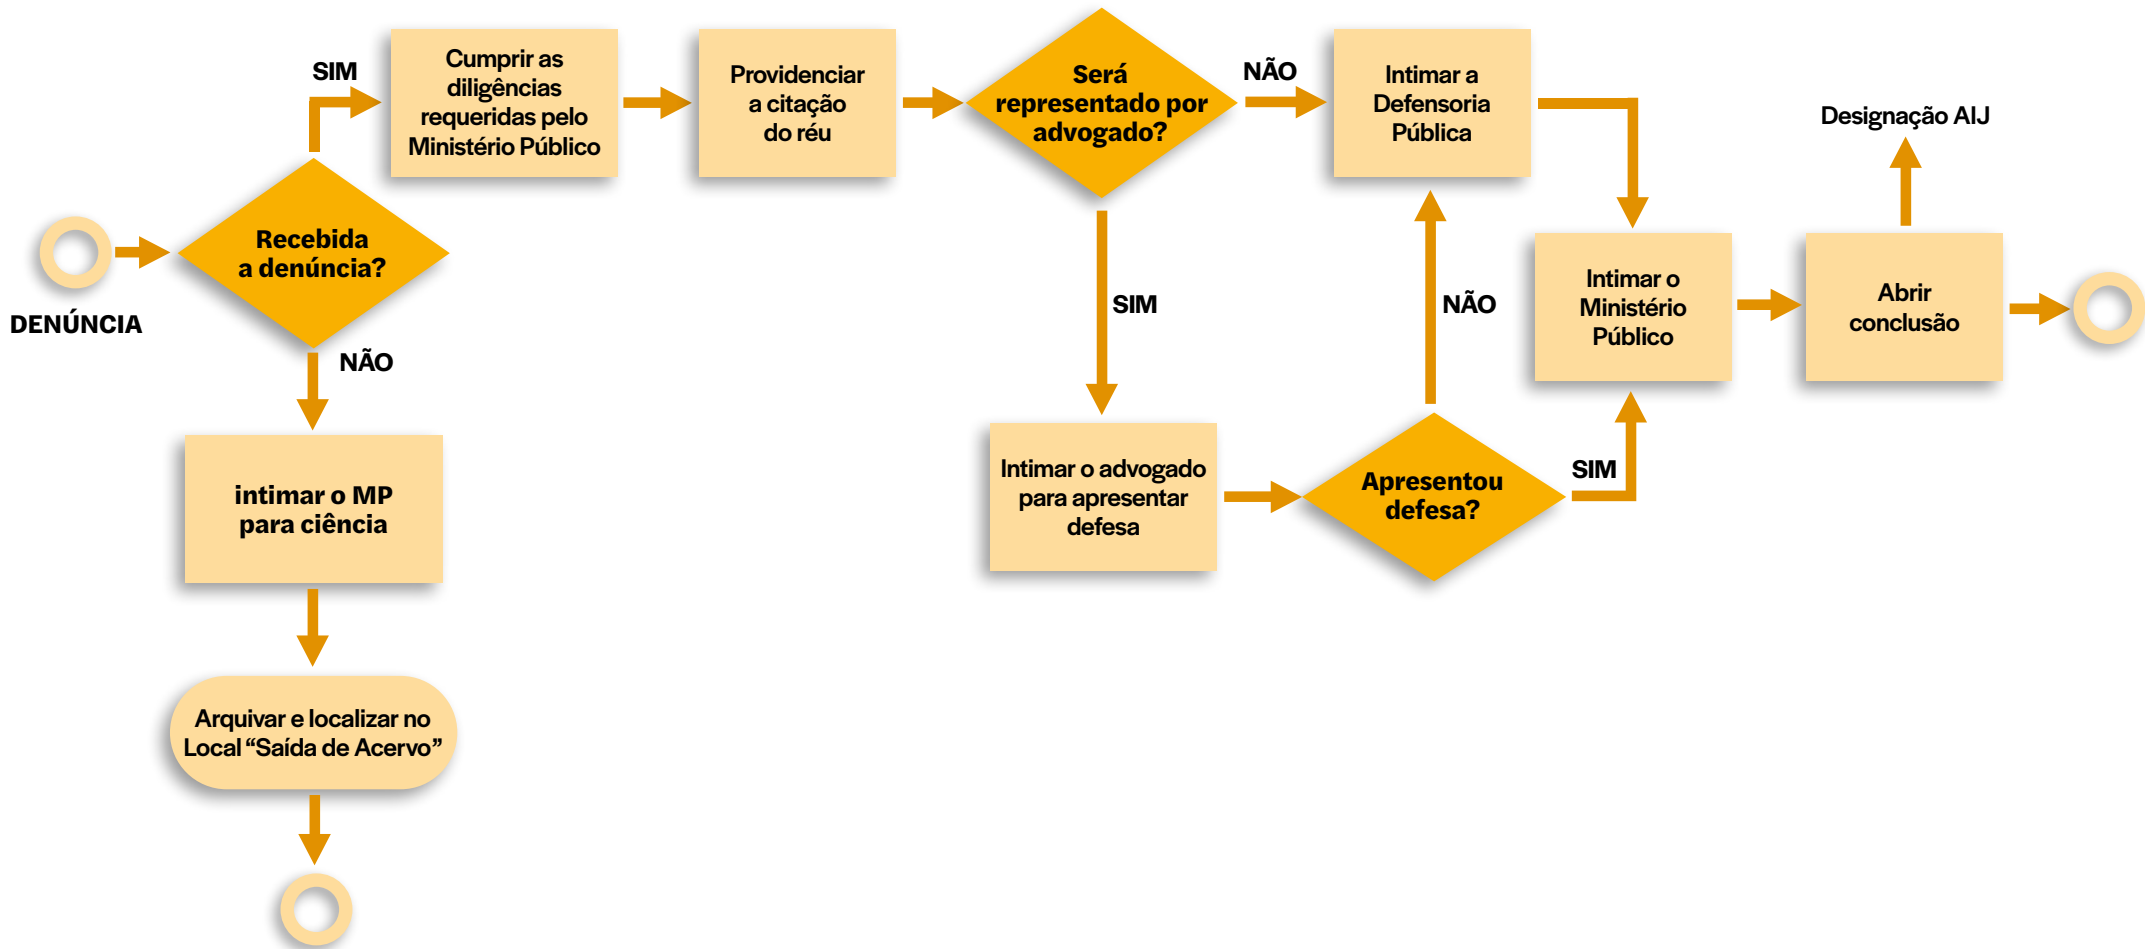 DENÚNCIA
Recebida
a denúncia?
SIM
Cumprir as
diligências
requeridas pelo
Ministério Público
Providenciar
a citação
do réu
Será
representado por
advogado?
NÃO
Intimar a
Defensoria
Pública
SIM
Intimar o advogado
para apresentar
defesa
Apresentou
defesa?
NÃO
SIM
Intimar o
Ministério
Público
Abrir
conclusão
Designação AIJ
NÃO
intimar o MP
para ciência
Arquivar e localizar no
Local “Saída de Acervo”